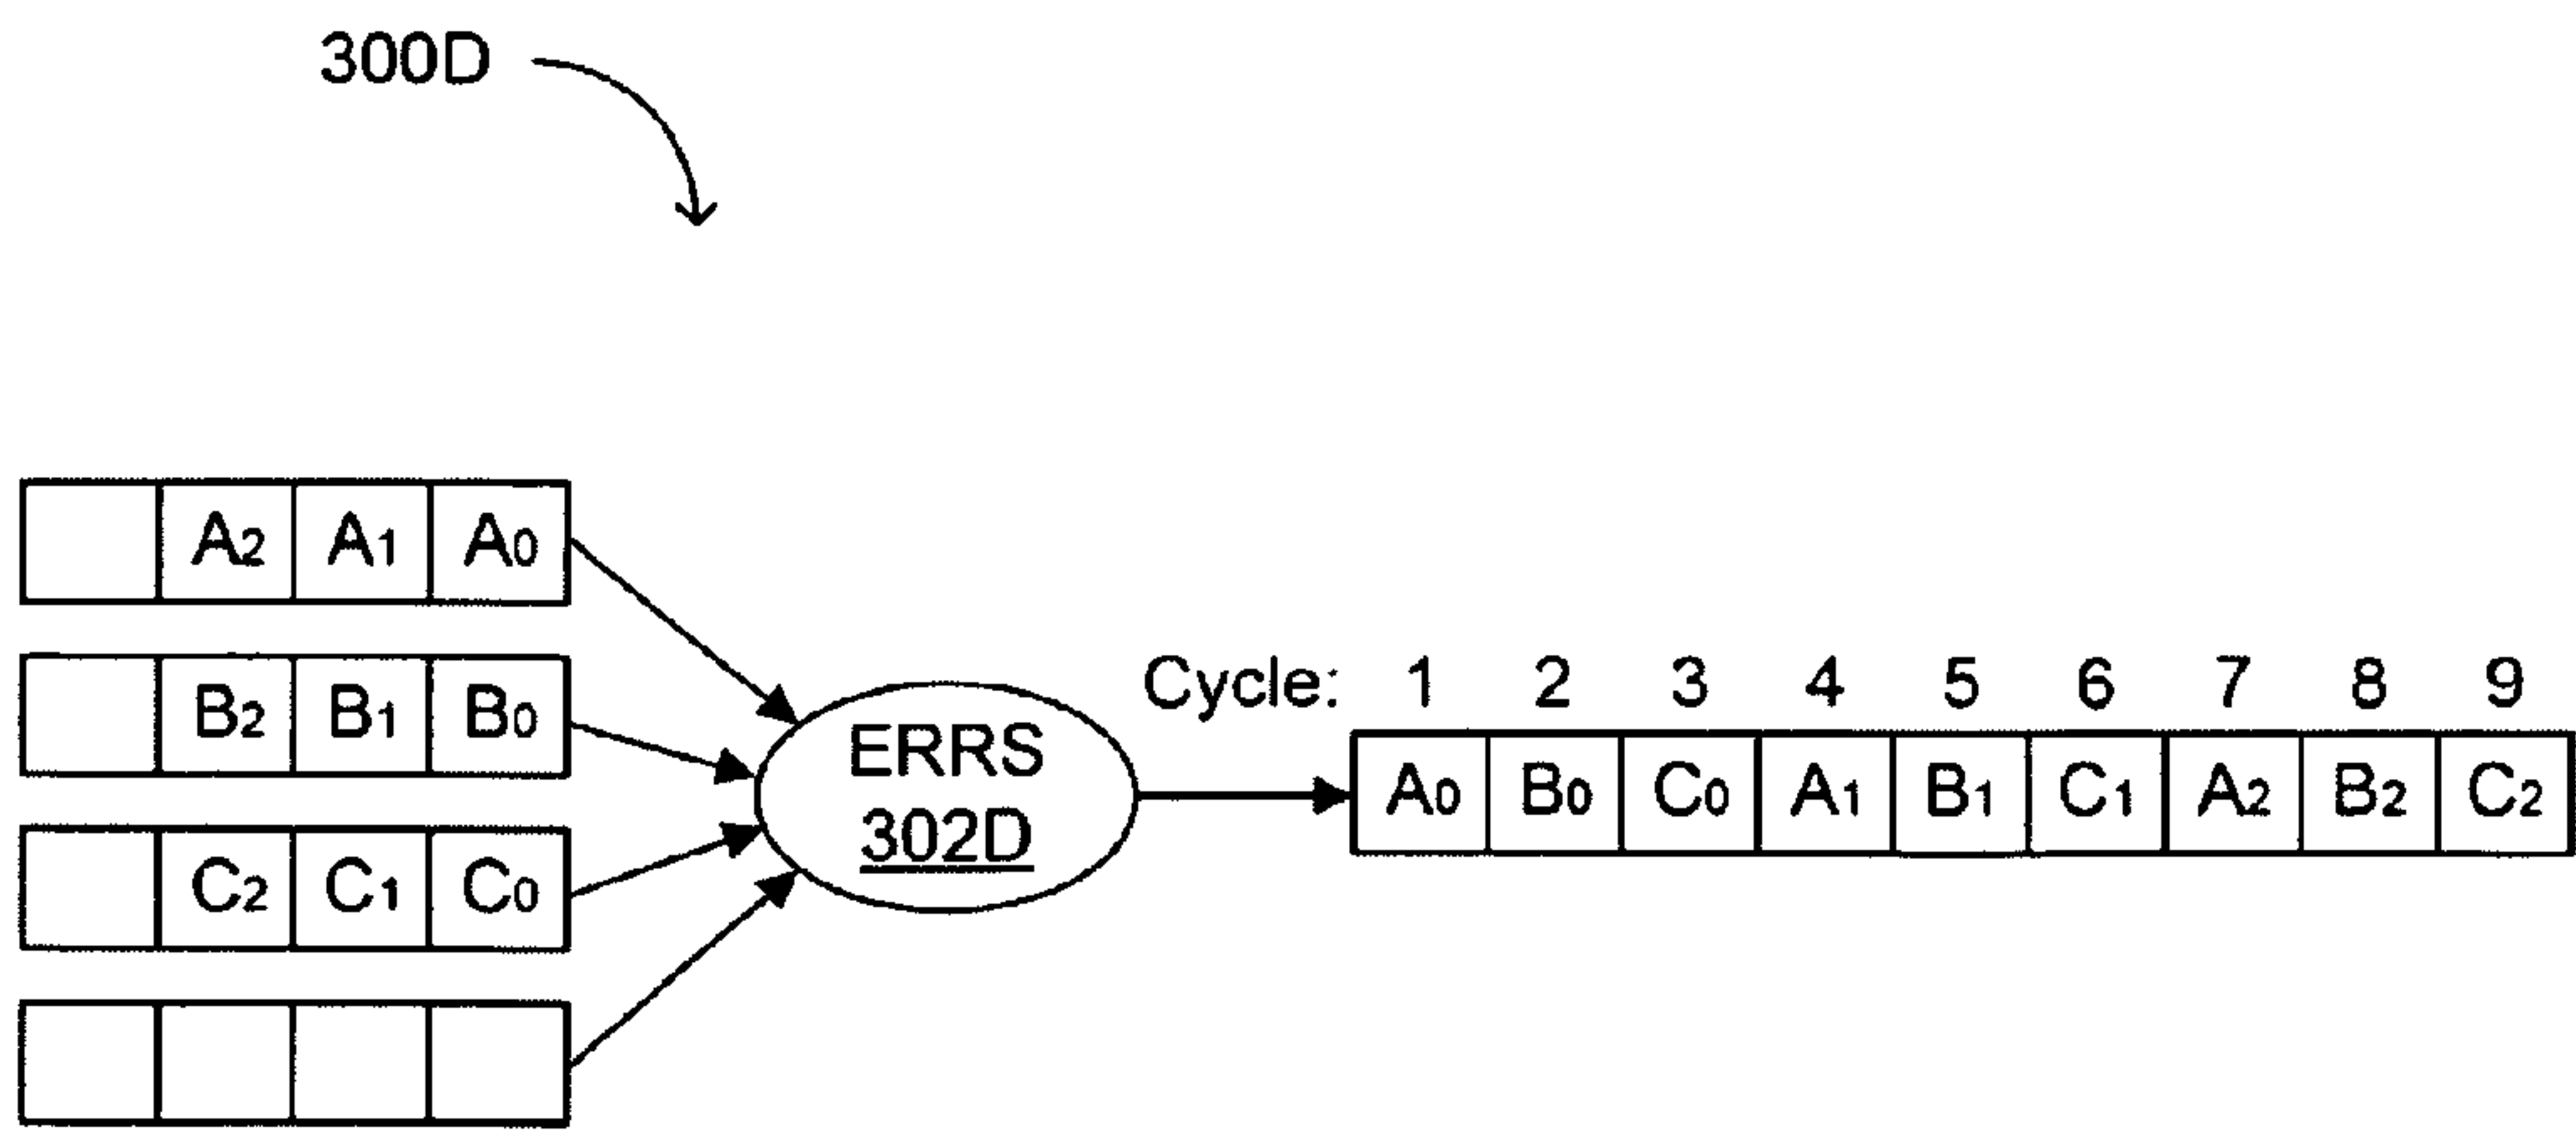 300D
A2 A1 A0
B2 B1 B0
C2 C1 C0
ERRS
302D
Cycle: 1 2 3 4 5 6 7 8 9
A0 B0 C0 A1 B1 C1 A2 B2 C2